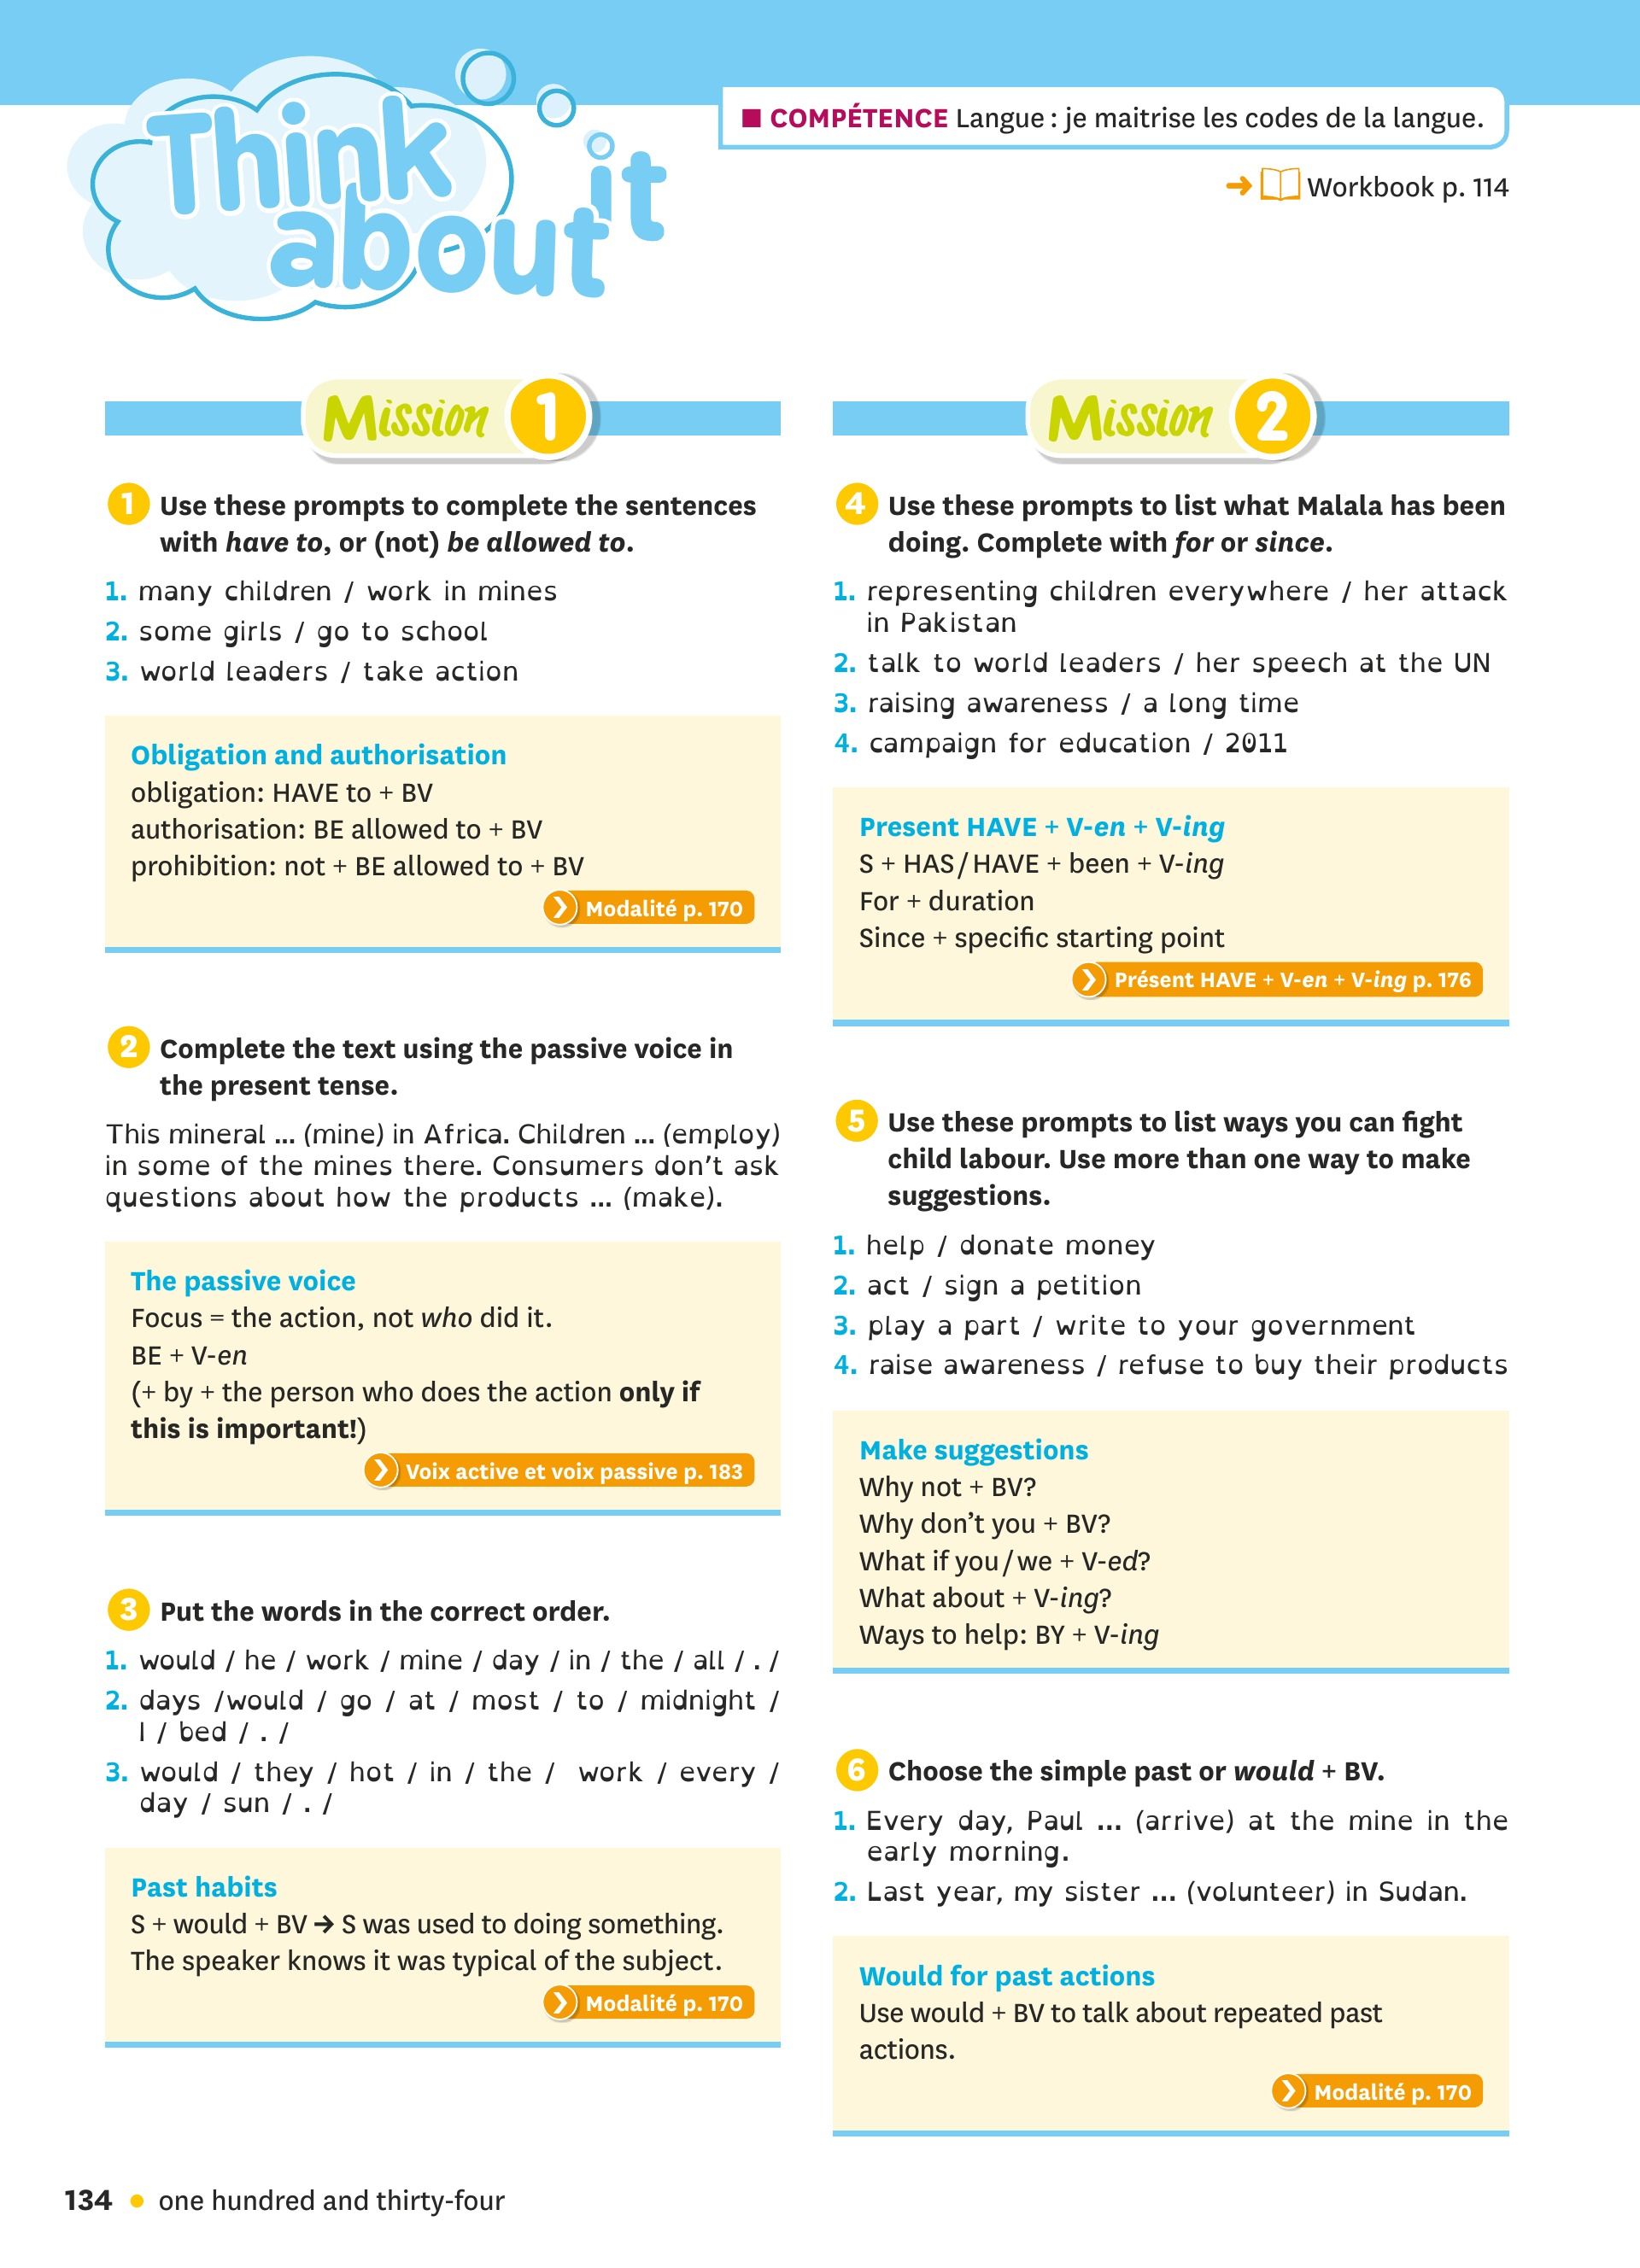 Think
about it
■ COMPÉTENCE Langue : je maitrise les codes de la langue.
➜ Workbook p. 114
Mission 1
1 Use these prompts to complete the sentences
with have to, or (not) be allowed to.
1. many children / work in mines
2. some girls / go to school
3. world leaders / take action
Obligation and authorisation
obligation: HAVE to + BV
authorisation: BE allowed to + BV
prohibition: not + BE allowed to + BV
Modalité p. 170
2 Complete the text using the passive voice in
the present tense.
This mineral ... (mine) in Africa. Children ... (employ)
in some of the mines there. Consumers don't ask
questions about how the products ... (make).
The passive voice
Focus = the action, not who did it.
BE + V-en
(+ by + the person who does the action only if
this is important!)
Voix active et voix passive p. 183
3 Put the words in the correct order.
1. would / he / work / mine / day / in / the / all / . /
2. days /would / go / at / most / to / midnight /
I / bed / . /
3. would / they / hot / in / the / work / every /
day / sun / . /
Past habits
S + would + BV ➔ S was used to doing something.
The speaker knows it was typical of the subject.
Modalité p. 170
Mission 2
4 Use these prompts to list what Malala has been
doing. Complete with for or since.
1. representing children everywhere / her attack
in Pakistan
2. talk to world leaders / her speech at the UN
3. raising awareness / a long time
4. campaign for education / 2011
Present HAVE + V-en + V-ing
S + HAS / HAVE + been + V-ing
For + duration
Since + specific starting point
Présent HAVE + V-en + V-ing p. 176
5 Use these prompts to list ways you can fight
child labour. Use more than one way to make
suggestions.
1. help / donate money
2. act / sign a petition
3. play a part / write to your government
4. raise awareness / refuse to buy their products
Make suggestions
Why not + BV?
Why don't you + BV?
What if you / we + V-ed?
What about + V-ing?
Ways to help: BY + V-ing
6 Choose the simple past or would + BV.
1. Every day, Paul ... (arrive) at the mine in the
early morning.
2. Last year, my sister ... (volunteer) in Sudan.
Would for past actions
Use would + BV to talk about repeated past
actions.
Modalité p. 170
134 • one hundred and thirty-four